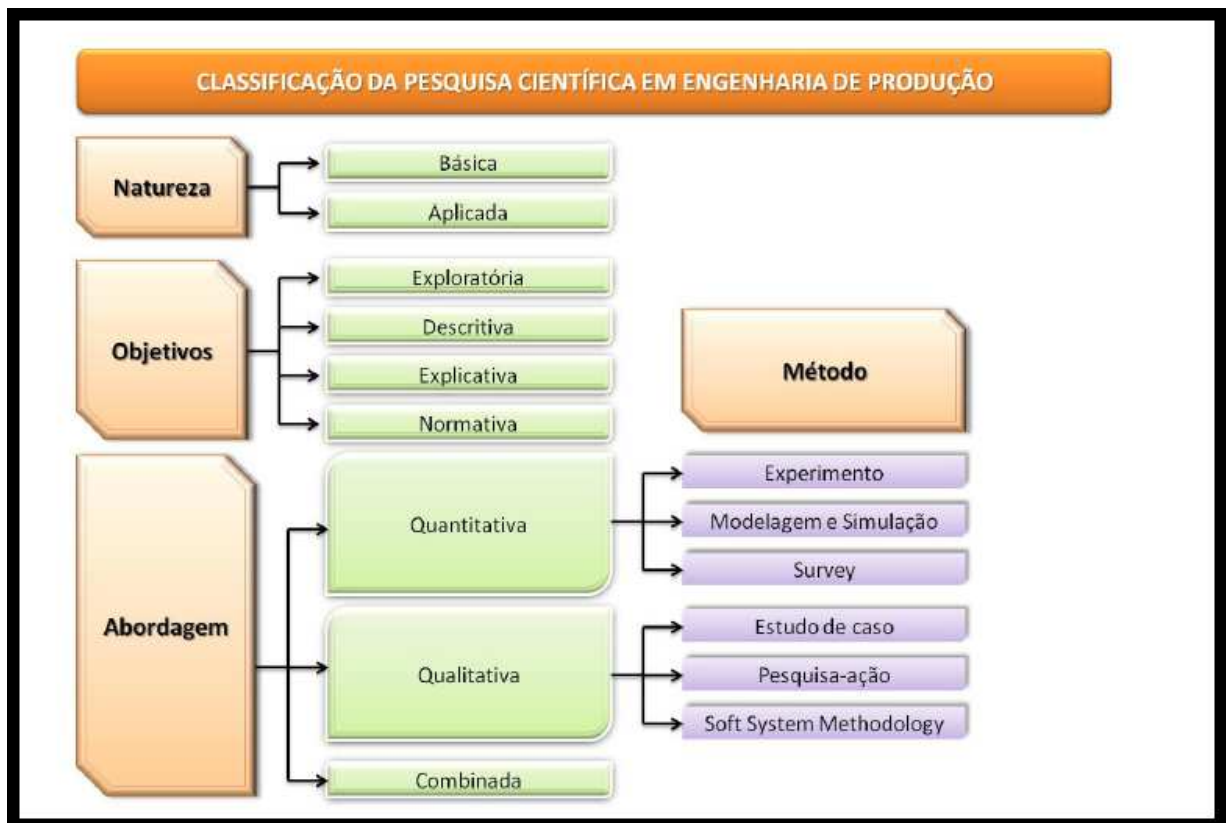 CLASSIFICAÇÃO DA PESQUISA CIENTÍFICA EM ENGENHARIA DE PRODUÇÃO
Natureza
Básica
Aplicada
Objetivos
Exploratória
Descritiva
Explicativa
Normativa
Método
Abordagem
Quantitativa
Experimento
Modelagem e Simulação
Survey
Qualitativa
Estudo de caso
Pesquisa-ação
Soft System Methodology
Combinada